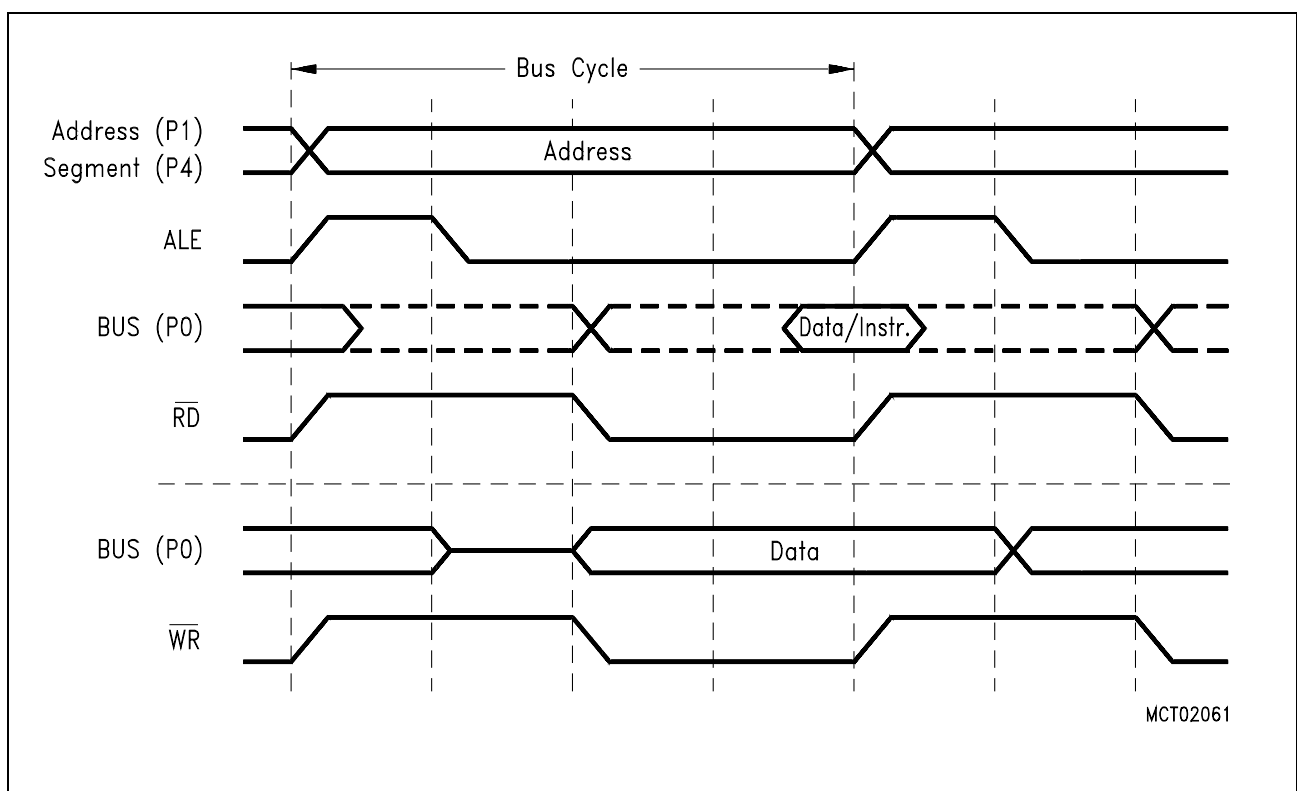 Bus Cycle
Address (P1)
Segment (P4)
Address
ALE
BUS (P0)
Data/Instr.
RD
BUS (P0)
Data
WR
MCT02061